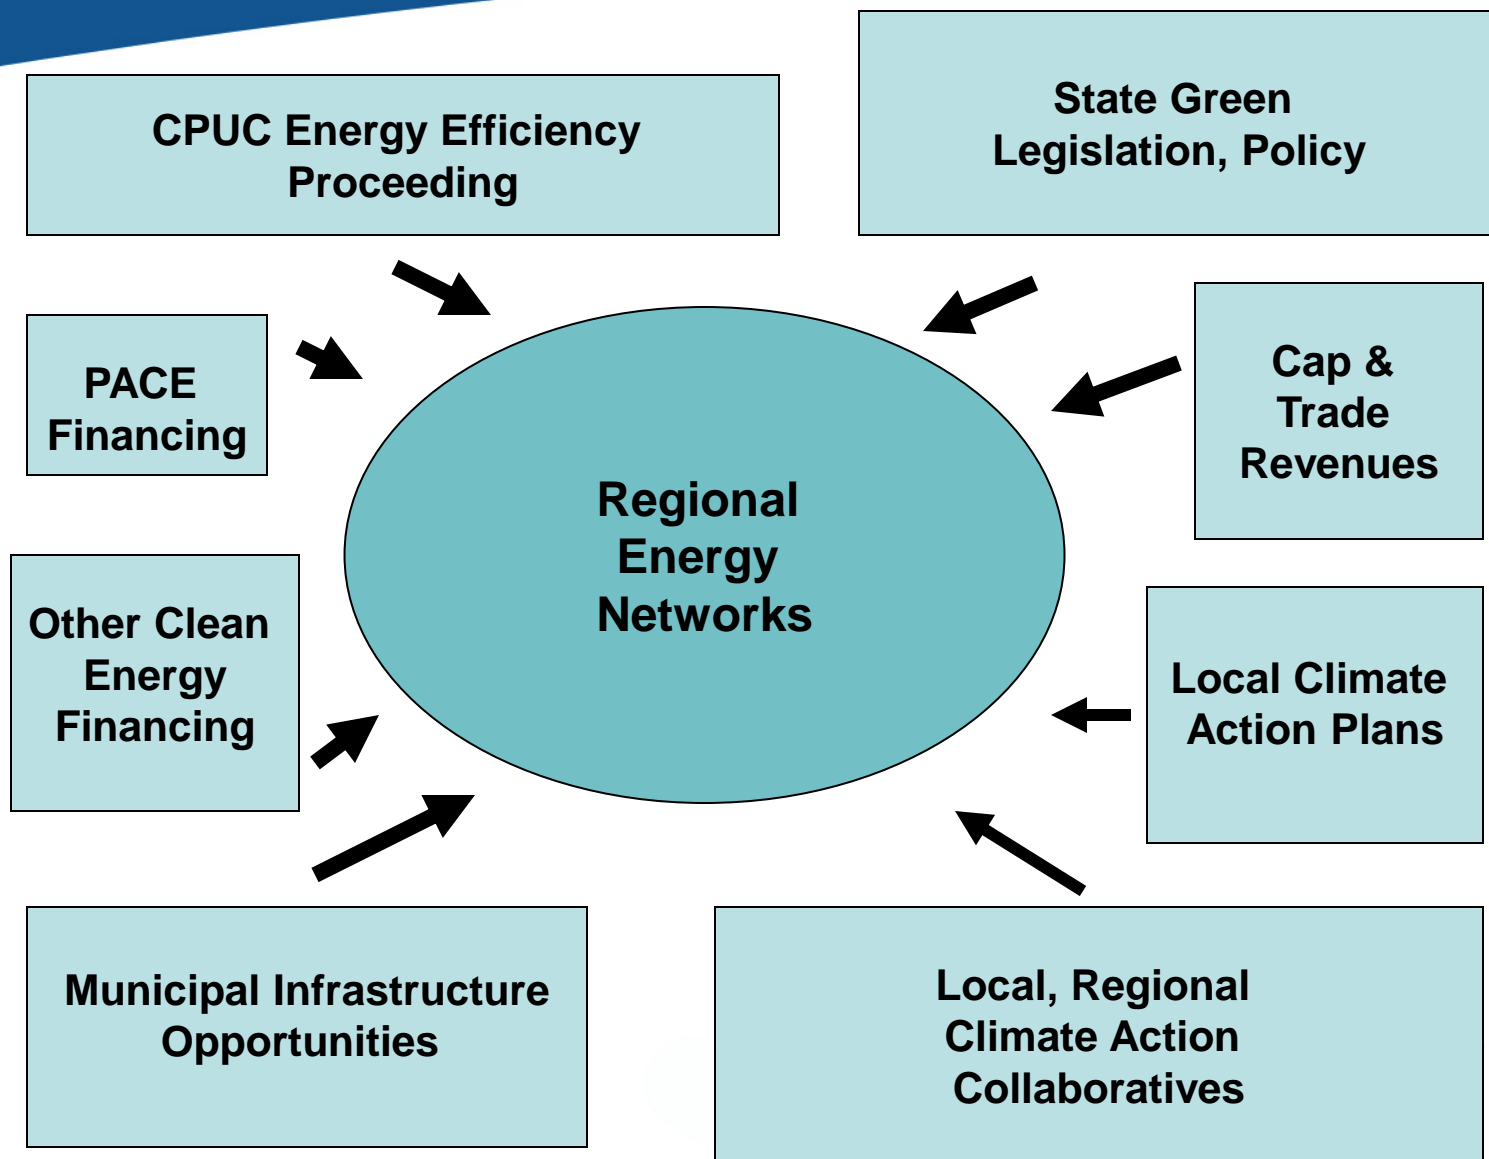 CPUC Energy Efficiency
Proceeding
State Green
Legislation, Policy
PACE
Financing
Cap &
Trade
Revenues
Regional
Energy
Networks
Other Clean
Energy
Financing
Local Climate
Action Plans
Municipal Infrastructure
Opportunities
Local, Regional
Climate Action
Collaboratives